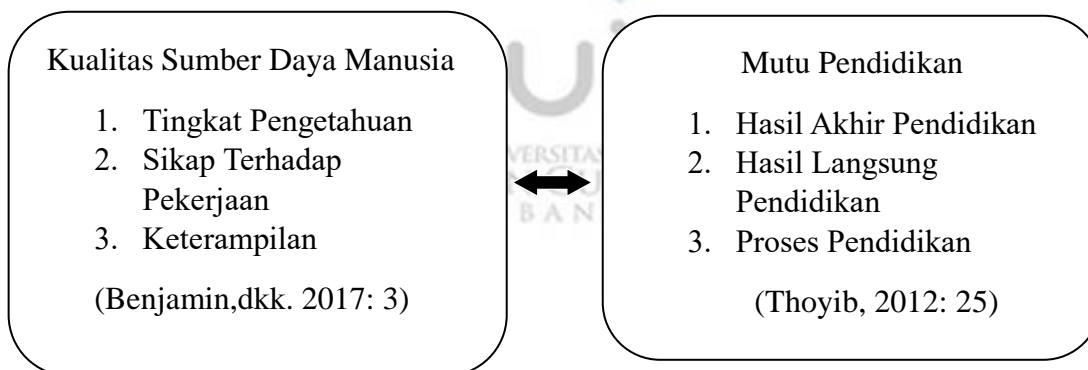 Kualitas Sumber Daya Manusia
1. Tingkat Pengetahuan
2. Sikap Terhadap
Pekerjaan
3. Keterampilan
(Benjamin,dkk. 2017: 3)
Mutu Pendidikan
1. Hasil Akhir Pendidikan
2. Hasil Langsung
Pendidikan
3. Proses Pendidikan
(Thoyib, 2012: 25)